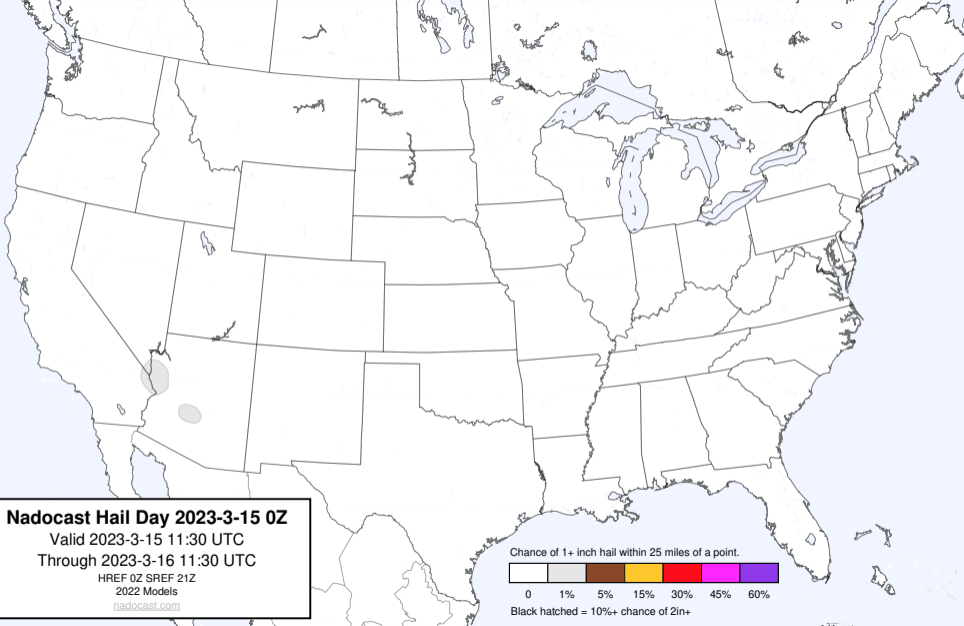 Nadocast Hail Day 2023-3-15 0Z
Valid 2023-3-15 11:30 UTC
Through 2023-3-16 11:30 UTC
HREF 0Z SREF 21Z
2022 Models
nadocast.com
Chance of 1+ inch hail within 25 miles of a point.
0 1% 5% 15% 30% 45% 60%
Black hatched = 10%+ chance of 2in+